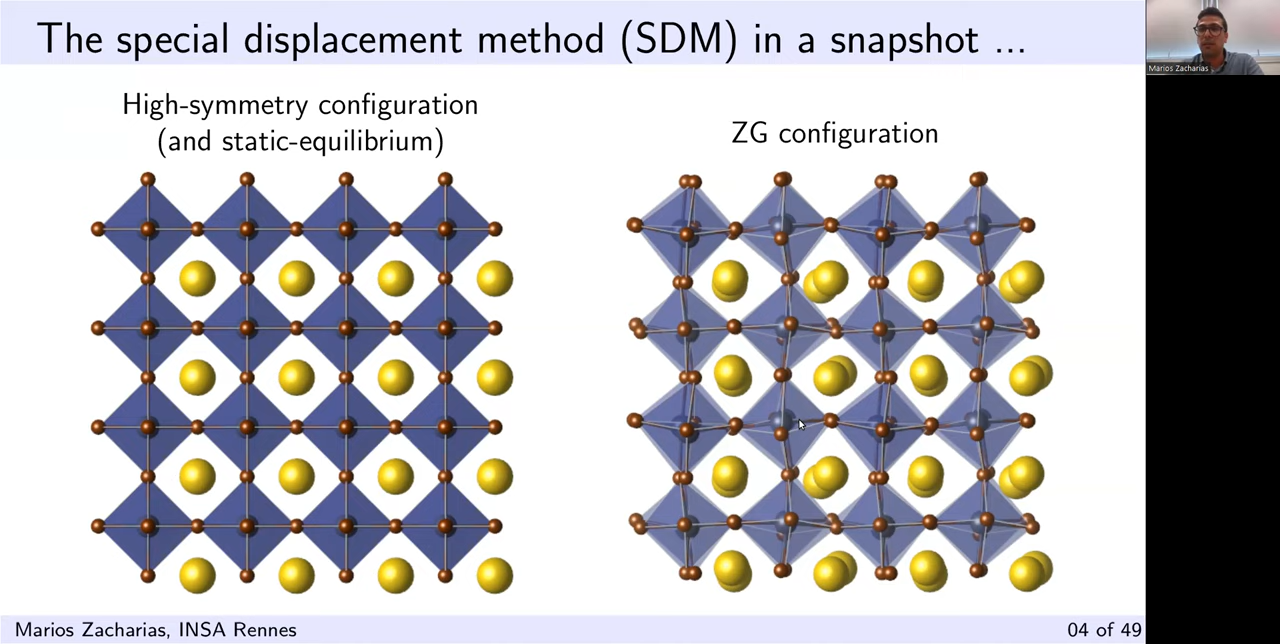 The special displacement method (SDM) in a snapshot ...
Marios Zacharias
High-symmetry configuration
(and static-equilibrium)
ZG configuration
Marios Zacharias, INSA Rennes
04 of 49